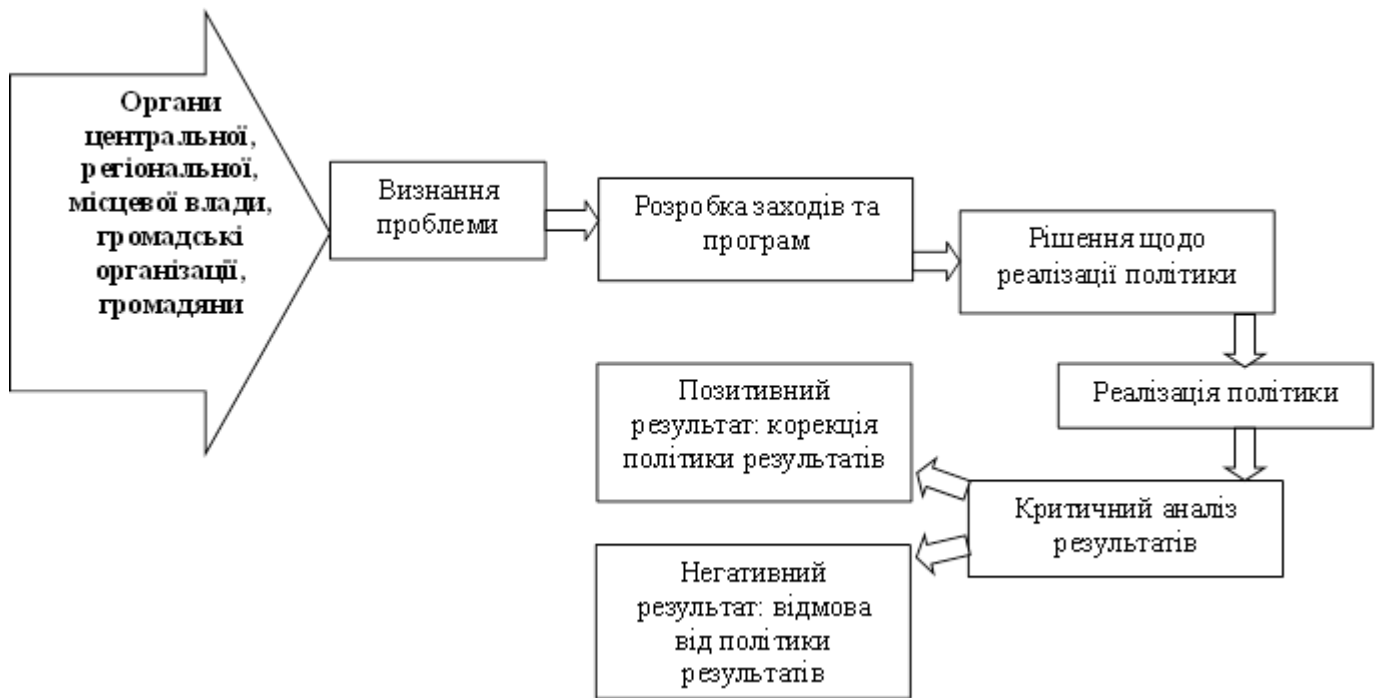 Органи
центральної,
регіональної,
місцевої влади,
громадські
організації,
громадяни
Визнання
проблеми
Розробка заходів та
програм
Рішення щодо
реалізації політики
Реалізація політики
Критичний аналіз
результатів
Позитивний
результат: корекція
політики результатів
Негативний
результат: відмова
від політики
результатів